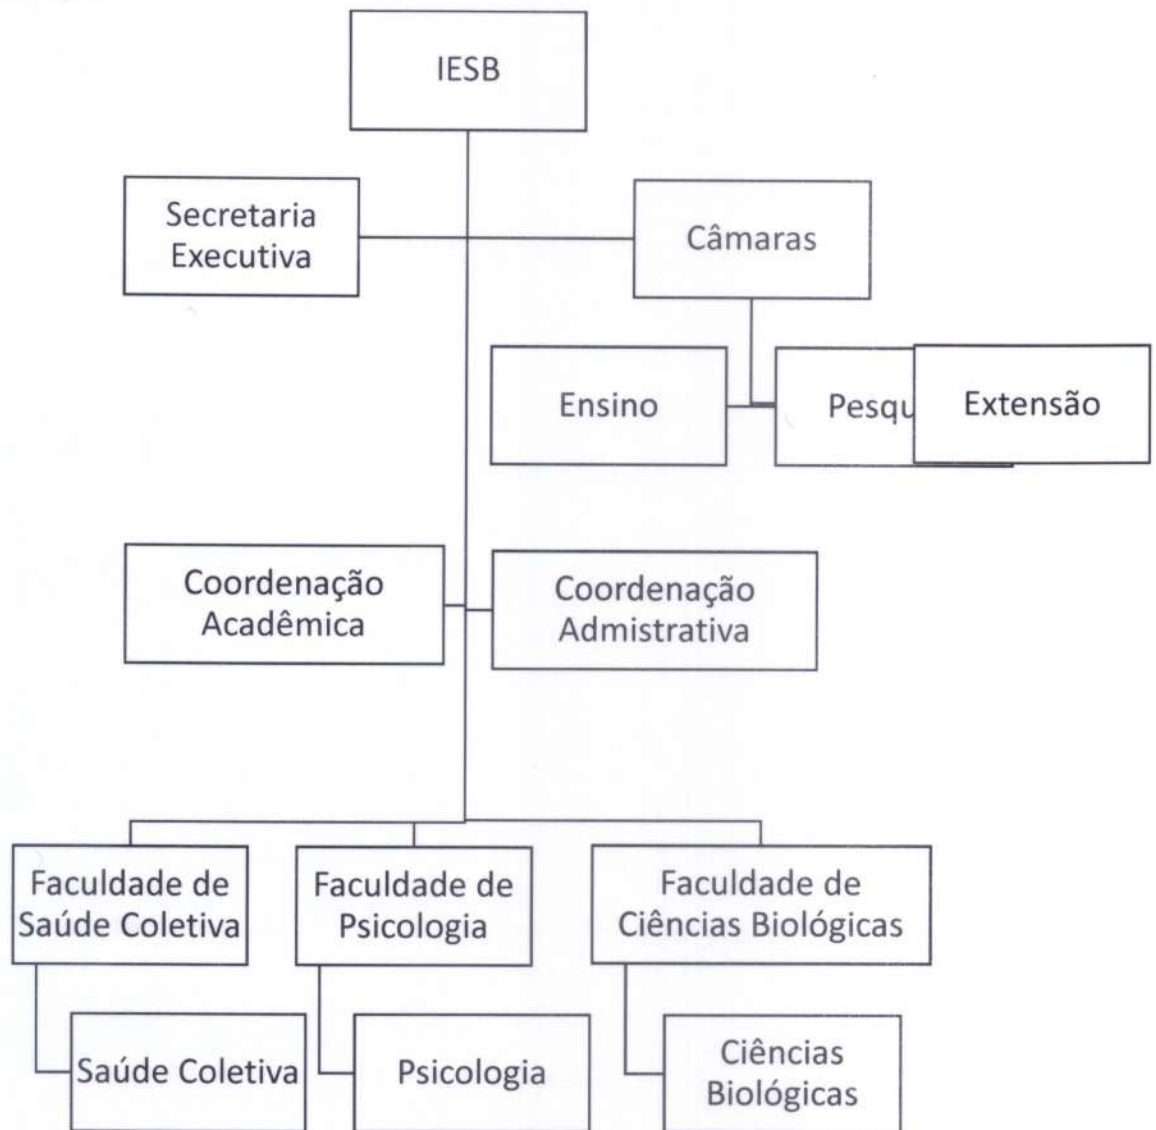 IESB
Secretaria
Executiva
Câmaras
Ensino
Extensão
Coordenação
Acadêmica
Coordenação
Admistrativa
Faculdade de
Saúde Coletiva
Faculdade de
Psicologia
Faculdade de
Ciências Biológicas
Saúde Coletiva
Psicologia
Ciências
Biológicas